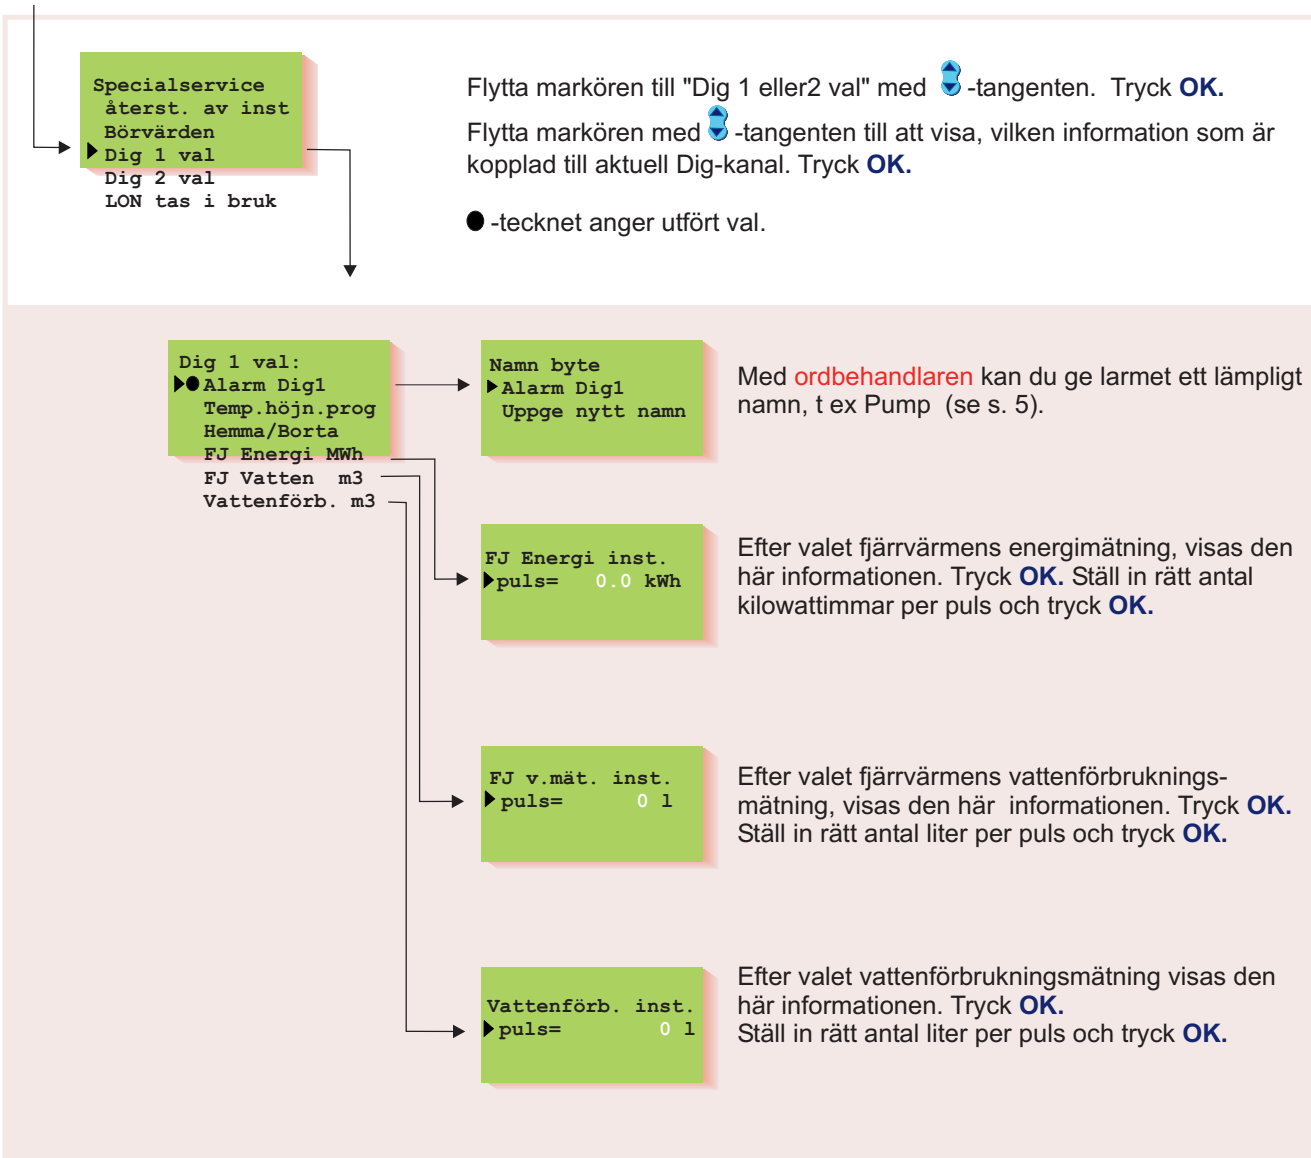 Specialservice
återst. av inst
Börvärden
Dig 1 val
Dig 2 val
LON tas i bruk
Flytta markören till "Dig 1 eller2 val" med -tangenten. Tryck OK.
Flytta markören med -tangenten till att visa, vilken information som är
kopplad till aktuell Dig-kanal. Tryck OK.
-tecknet anger utfört val.
Dig 1 val:
Alarm Dig1
Temp.höjn.prog
Hemma/Borta
FJ Energi MWh
FJ Vatten m3
Vattenförb. m3
Namn byte
Alarm Dig1
Uppge nytt namn
Med ordbehandlaren kan du ge larmet ett lämpligt
namn, t ex Pump (se s. 5).
FJ Energi inst.
puls= 0.0 kWh
Efter valet fjärrvärmens energimätning, visas den
här informationen. Tryck OK. Ställ in rätt antal
kilowattimmar per puls och tryck OK.
FJ v.mät. inst.
puls= 0 l
Efter valet fjärrvärmens vattenförbruknings-
mätning, visas den här informationen. Tryck OK.
Ställ in rätt antal liter per puls och tryck OK.
Vattenförb. inst.
puls= 0 l
Efter valet vattenförbrukningsmätning visas den
här informationen. Tryck OK.
Ställ in rätt antal liter per puls och tryck OK.